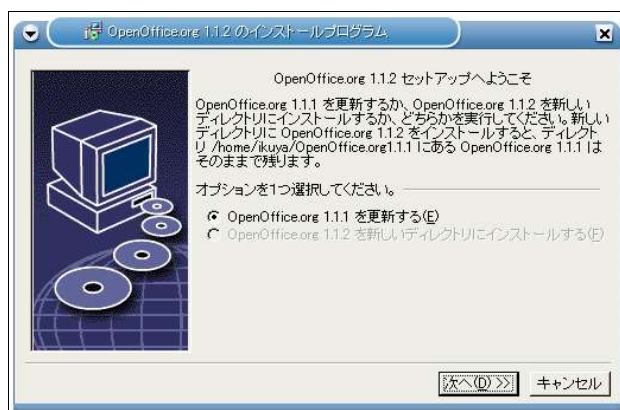 OpenOffice.org 1.1.2 のインストールプログラム
OpenOffice.org 1.1.2 セットアップへようこそ
OpenOffice.org 1.1.1 を更新するか、OpenOffice.org 1.1.2 を新しい
ディレクトリにインストールするか、どちらかを実行してください。新しい
ディレクトリに OpenOffice.org 1.1.2 をインストールすると、ディレクト
リ /home/ikuya/OpenOffice.org1.1.1 にある OpenOffice.org 1.1.1 は
そのままで残ります。
オプションを1つ選択してください。
OpenOffice.org 1.1.1 を更新する(E)
OpenOffice.org 1.1.2 を新しいディレクトリにインストールする(F)
次へ(D) >>
キャンセル